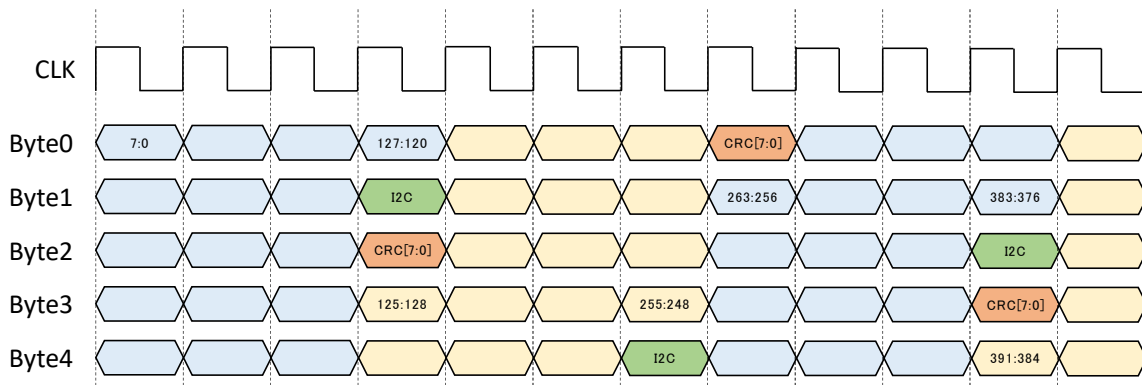 CLK
Byte0 7:0 127:120 CRC[7:0]
Byte1 I2C 263:256 383:376
Byte2 CRC[7:0] I2C
Byte3 125:128 255:248 CRC[7:0]
Byte4 I2C 391:384